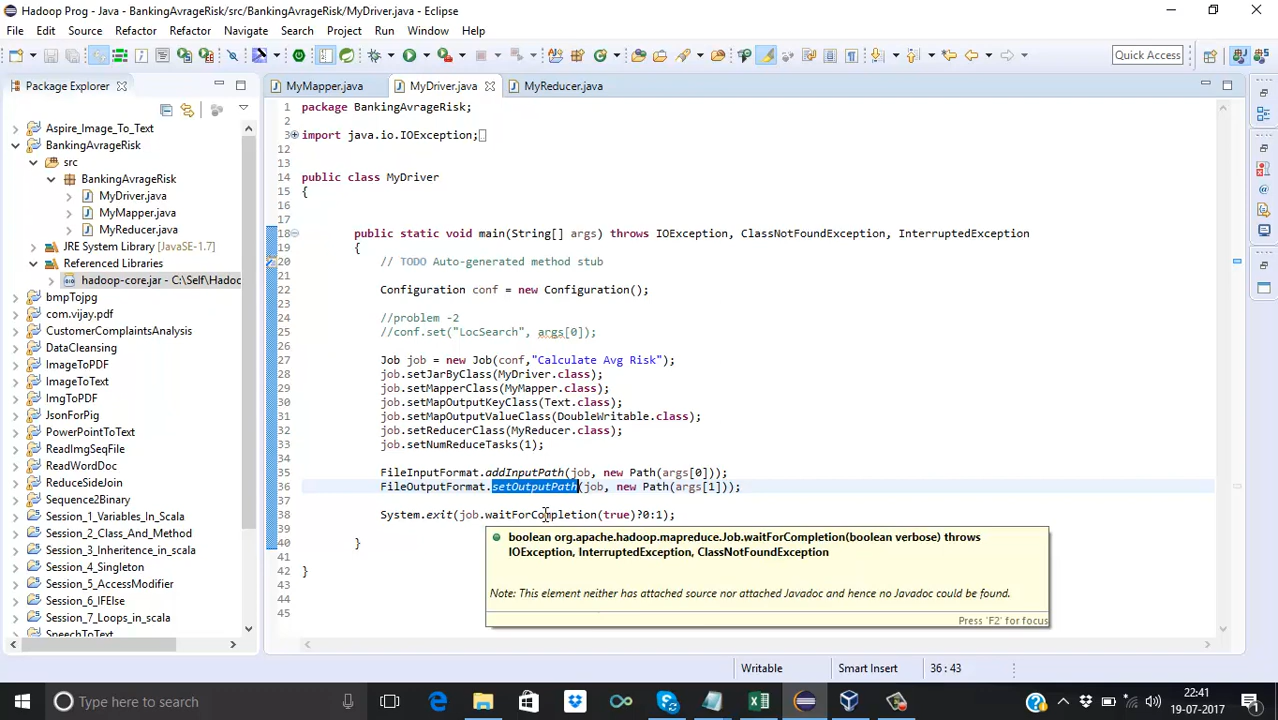 Hadoop Prog - Java - BankingAvrageRisk/src/BankingAvrageRisk/MyDriver.java - Eclipse
File Edit Source Refactor Refactor Navigate Search Project Run Window Help
Quick Access
Package Explorer
Aspire_Image_To_Text
BankingAvrageRisk
src
BankingAvrageRisk
MyDriver.java
MyMapper.java
MyReducer.java
JRE System Library [JavaSE-1.7]
Referenced Libraries
hadoop-core.jar - C:\Self\Hadoc
bmpTojpg
com.vijay.pdf
CustomerComplaintsAnalysis
DataCleansing
ImageToPDF
ImageToText
ImgToPDF
JsonForPig
PowerPointToText
ReadImgSeqFile
ReadWordData
ReduceSideJoin
Sequence2Binary
Session_1_Variables_In_Scala
Session_2_Class_And_Method
Session_3_Inheritence_in_scala
Session_4_Singleton
Session_5_AccessModifier
Session_6_IFElse
Session_7_Loops_in_scala
SpeechToText
MyMapper.java MyDriver.java MyReducer.java
1 package BankingAvrageRisk;
2
3 import java.io.IOException;
12
13
14 public class MyDriver
15 {
16
17
18 public static void main(String[] args) throws IOException, ClassNotFoundException, InterruptedException
19 {
20 // TODO Auto-generated method stub
21
22 Configuration conf = new Configuration();
23
24 //problem -2
25 //conf.set("LocSearch", args[0]);
26
27 Job job = new Job(conf,"Calculate Avg Risk");
28 job.setJarByClass(MyDriver.class);
29 job.setMapperClass(MyMapper.class);
30 job.setMapOutputKeyClass(Text.class);
31 job.setMapOutputValueClass(DoubleWritable.class);
32 job.setReducerClass(MyReducer.class);
33 job.setNumReduceTasks(1);
34
35 FileInputFormat.addInputPath(job, new Path(args[0]));
36 FileOutputFormat.setOutputPath(job, new Path(args[1]));
37
38 System.exit(job.waitForCompletion(true)?0:1);
39
40 }
41
42 }
43
44
45
boolean org.apache.hadoop.mapreduce.Job.waitForCompletion(boolean verbose) throws
IOException, InterruptedException, ClassNotFoundException
Note: This element neither has attached source nor attached Javadoc and hence no Javadoc could be found.
Press 'F2' for focus
Writable Smart Insert 36 : 43
Type here to search
22:41
19-07-2017